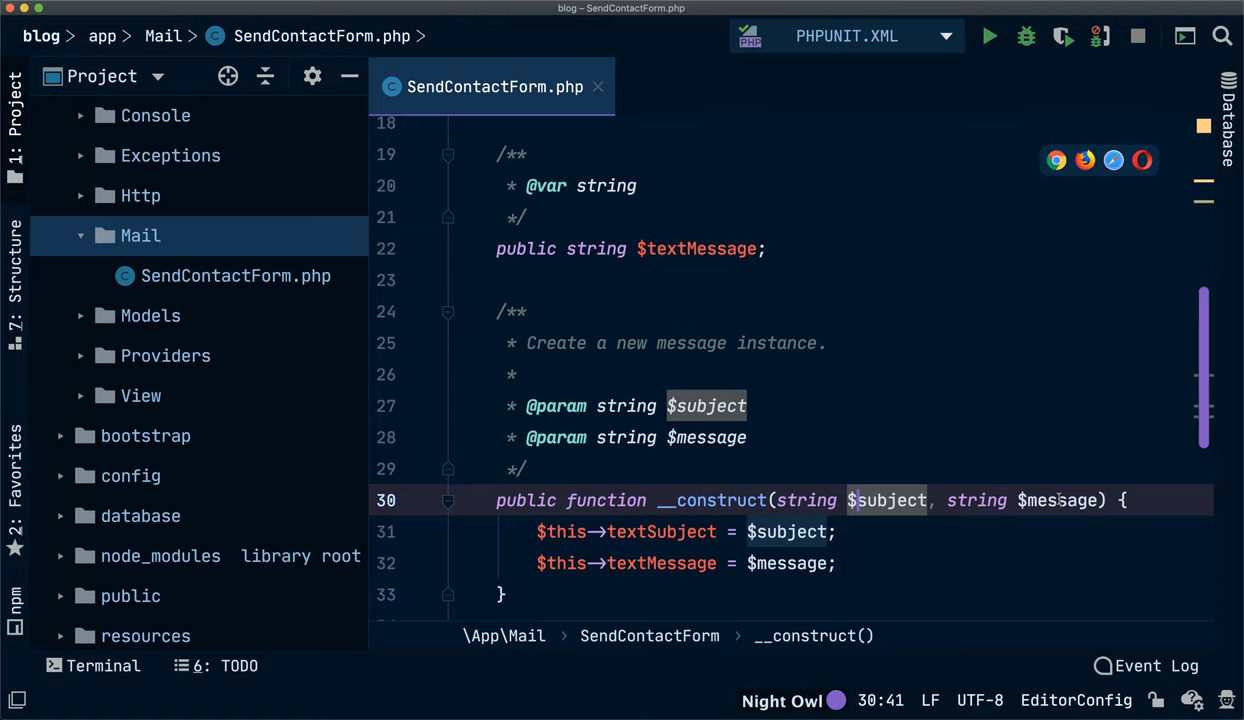 blog – SendContactForm.php
blog > app > Mail > SendContactForm.php >
PHP
PHPUNIT.XML
1: Project
7: Structure
2: Favorites
npm
Project
Console
Exceptions
Http
Mail
SendContactForm.php
Models
Providers
View
bootstrap
config
database
node_modules library root
public
resources
SendContactForm.php
Database
18
19 /**
20 * @var string
21 */
22 public string $textMessage;
23
24 /**
25 * Create a new message instance.
26 *
27 * @param string $subject
28 * @param string $message
29 */
30 public function __construct(string $subject, string $message) {
31 $this->textSubject = $subject;
32 $this->textMessage = $message;
33 }
\App\Mail > SendContactForm > __construct()
Terminal 6: TODO Event Log
Night Owl 30:41 LF UTF-8 EditorConfig